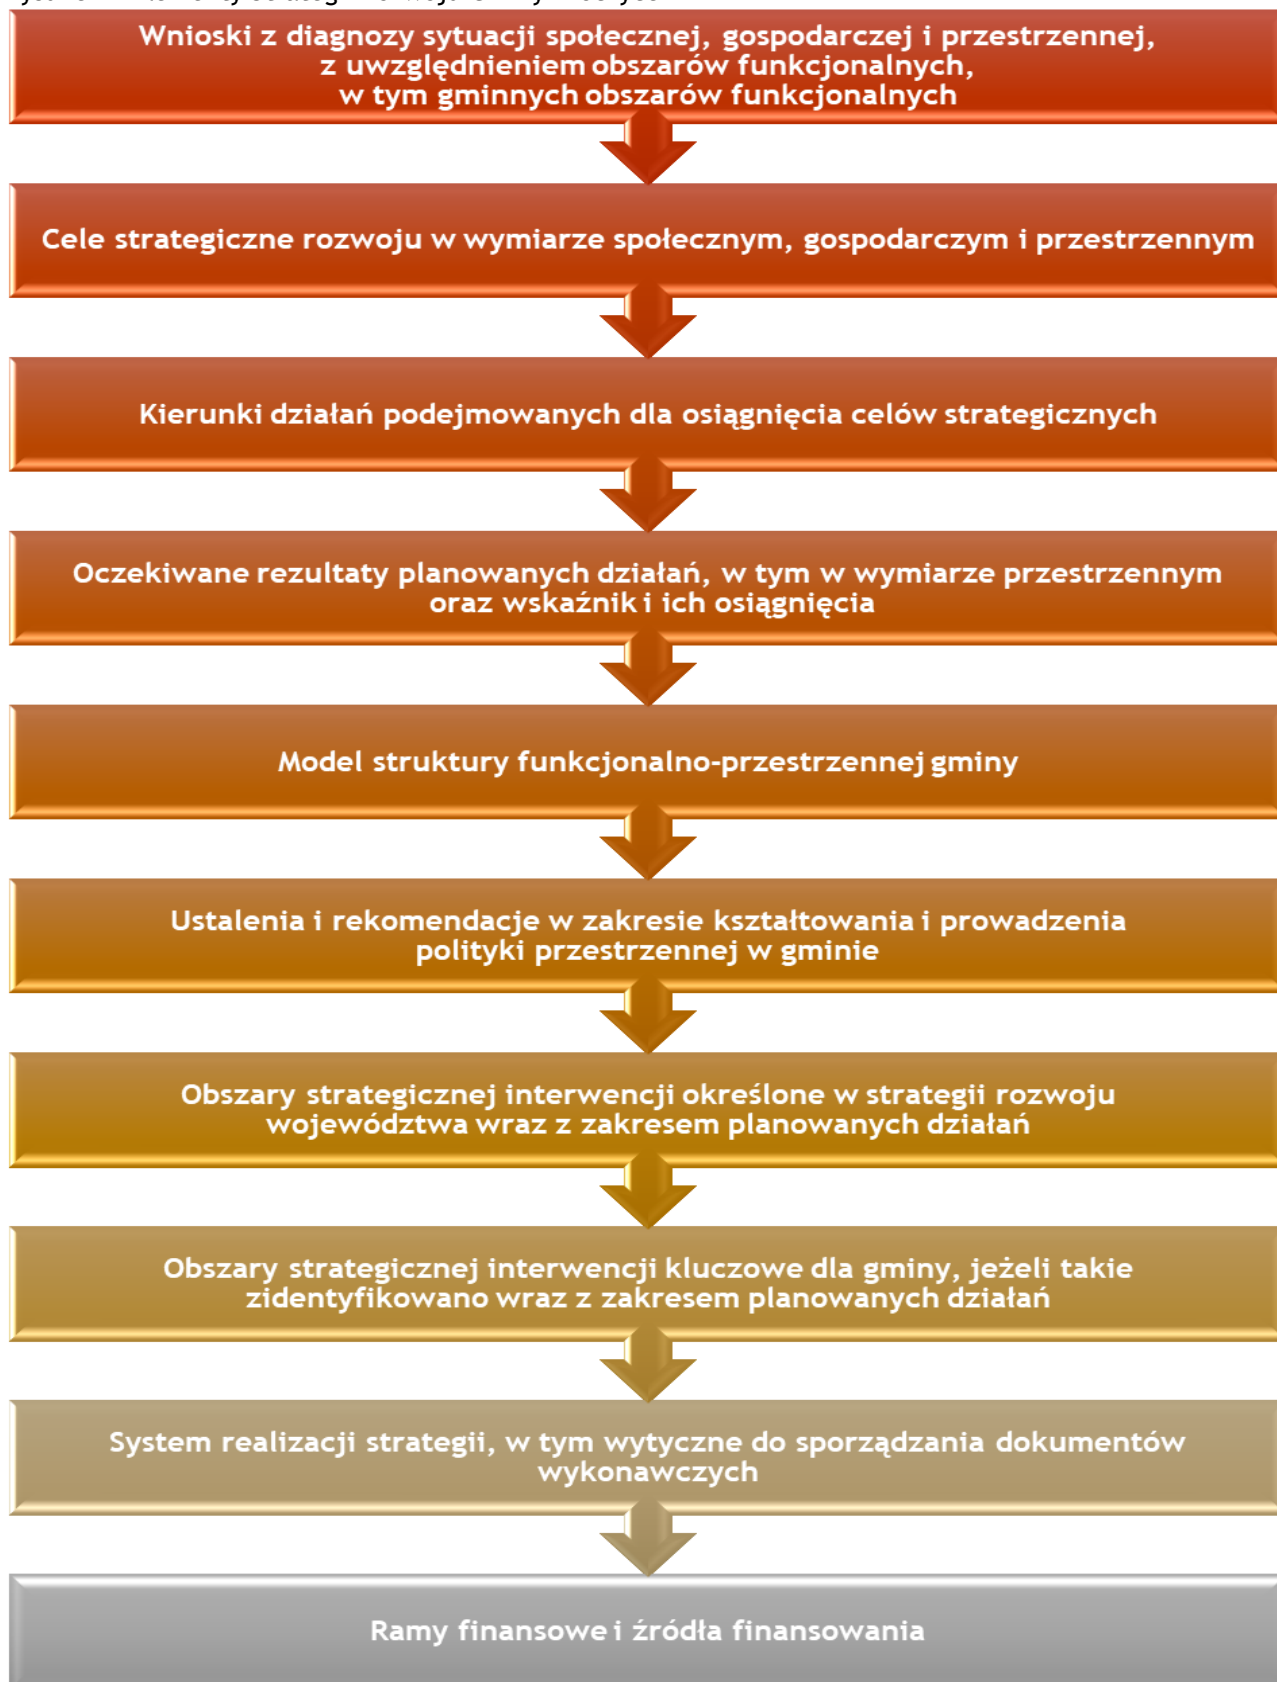 Wnioski z diagnozy sytuacji społecznej, gospodarczej i przestrzennej,
z uwzględnieniem obszarów funkcjonalnych,
w tym gminnych obszarów funkcjonalnych
Cele strategiczne rozwoju w wymiarze społecznym, gospodarczym i przestrzennym
Kierunki działań podejmowanych dla osiągnięcia celów strategicznych
Oczekiwane rezultaty planowanych działań, w tym w wymiarze przestrzennym
oraz wskaźniki ich osiągnięcia
Model struktury funkcjonalno-przestrzennej gminy
Ustalenia i rekomendacje w zakresie kształtowania i prowadzenia
polityki przestrzennej w gminie
Obszary strategicznej interwencji określone w strategii rozwoju
województwa wraz z zakresem planowanych działań
Obszary strategicznej interwencji kluczowe dla gminy, jeżeli takie
zidentyfikowano wraz z zakresem planowanych działań
System realizacji strategii, w tym wytyczne do sporządzania dokumentów
wykonawczych
Ramy finansowe i źródła finansowania